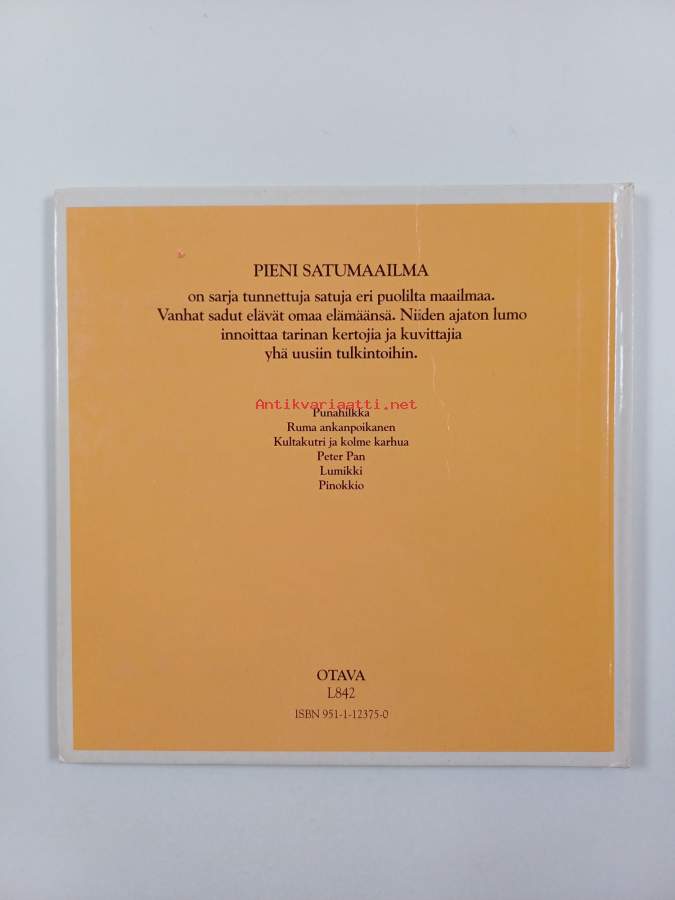 PIENI SATUMAAILMA
on sarja tunnettuja satuja eri puolilta maailmaa.
Vanhat sadut elävät omaa elämäänsä. Niiden ajaton lumo
innoittaa tarinan kertojia ja kuvittajia
yhä uusiin tulkintoihin.
Antikvariaatti.net
Punahilkka
Ruma ankanpoikanen
Kultakutri ja kolme karhua
Peter Pan
Lumikki
Pinokkio
OTAVA
L842
ISBN 951-1-12375-0